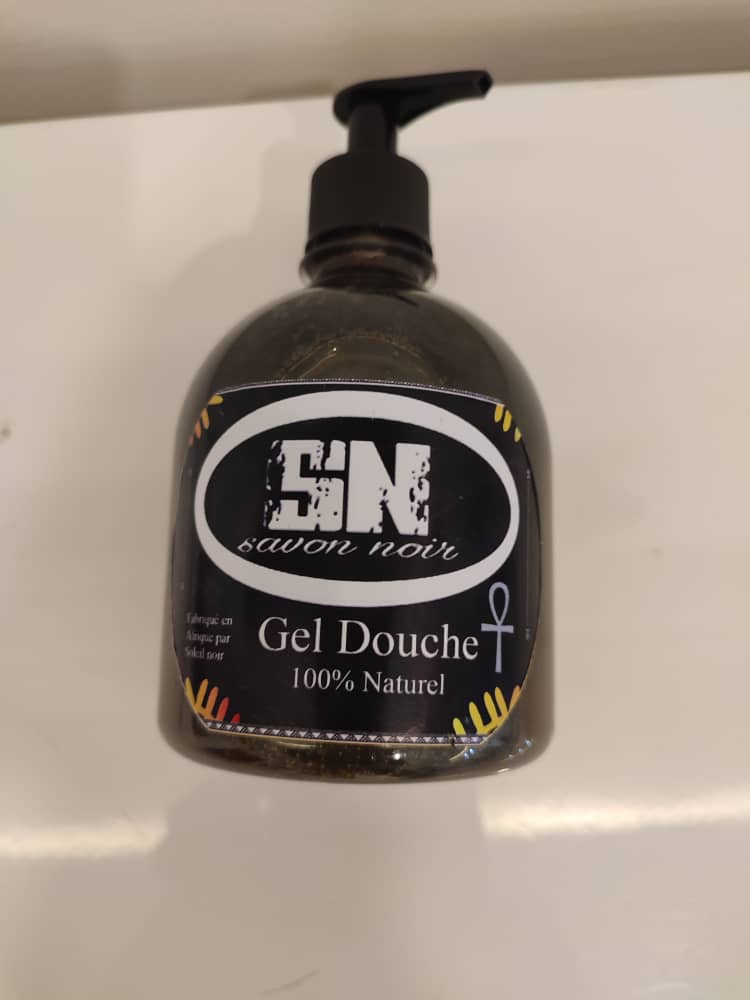 SN
savon noir
Fabriqué en
Afrique par
Soleil noir
Gel Douche
100% Naturel